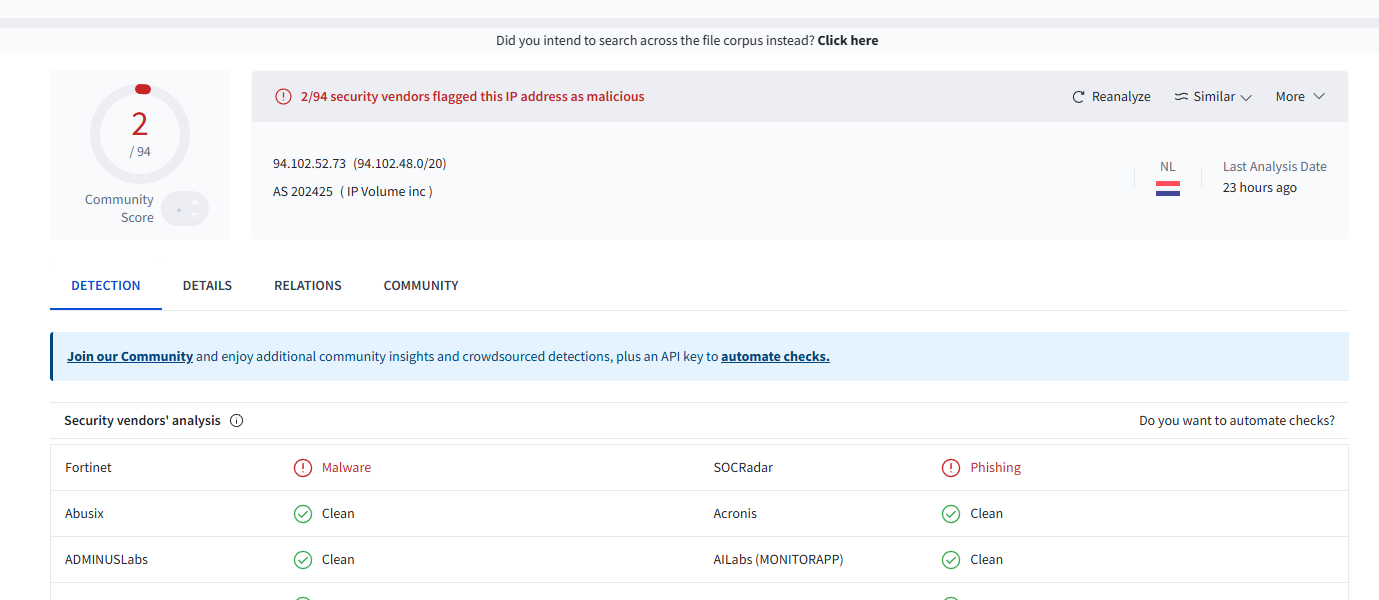 Did you intend to search across the file corpus instead? Click here
2
/ 94
Community
Score
2/94 security vendors flagged this IP address as malicious
Reanalyze
Similar
More
94.102.52.73 (94.102.48.0/20)
AS 202425 ( IP Volume inc )
NL
Last Analysis Date
23 hours ago
DETECTION
DETAILS
RELATIONS
COMMUNITY
Join our Community and enjoy additional community insights and crowdsourced detections, plus an API key to automate checks.
Security vendors' analysis
Do you want to automate checks?
Fortinet
Malware
SOCRadar
Phishing
Abusix
Clean
Acronis
Clean
ADMINUSLabs
Clean
AILabs (MONITORAPP)
Clean